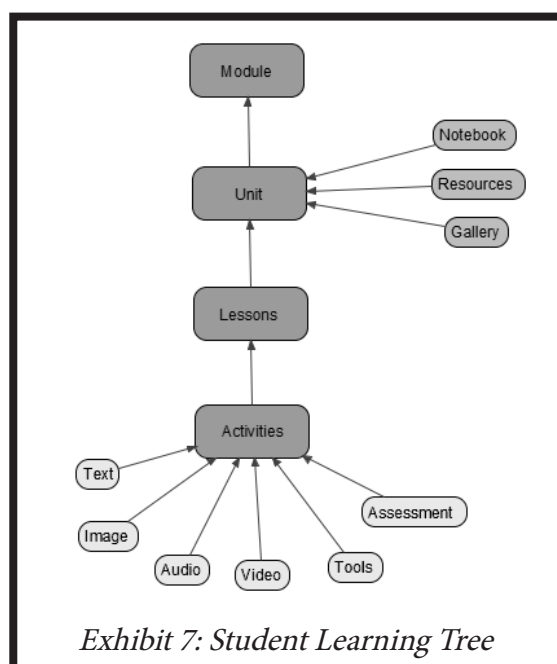 Module
Notebook
Unit
Resources
Gallery
Lessons
Activities
Text
Assessment
Image
Audio
Video
Tools
Exhibit 7: Student Learning Tree